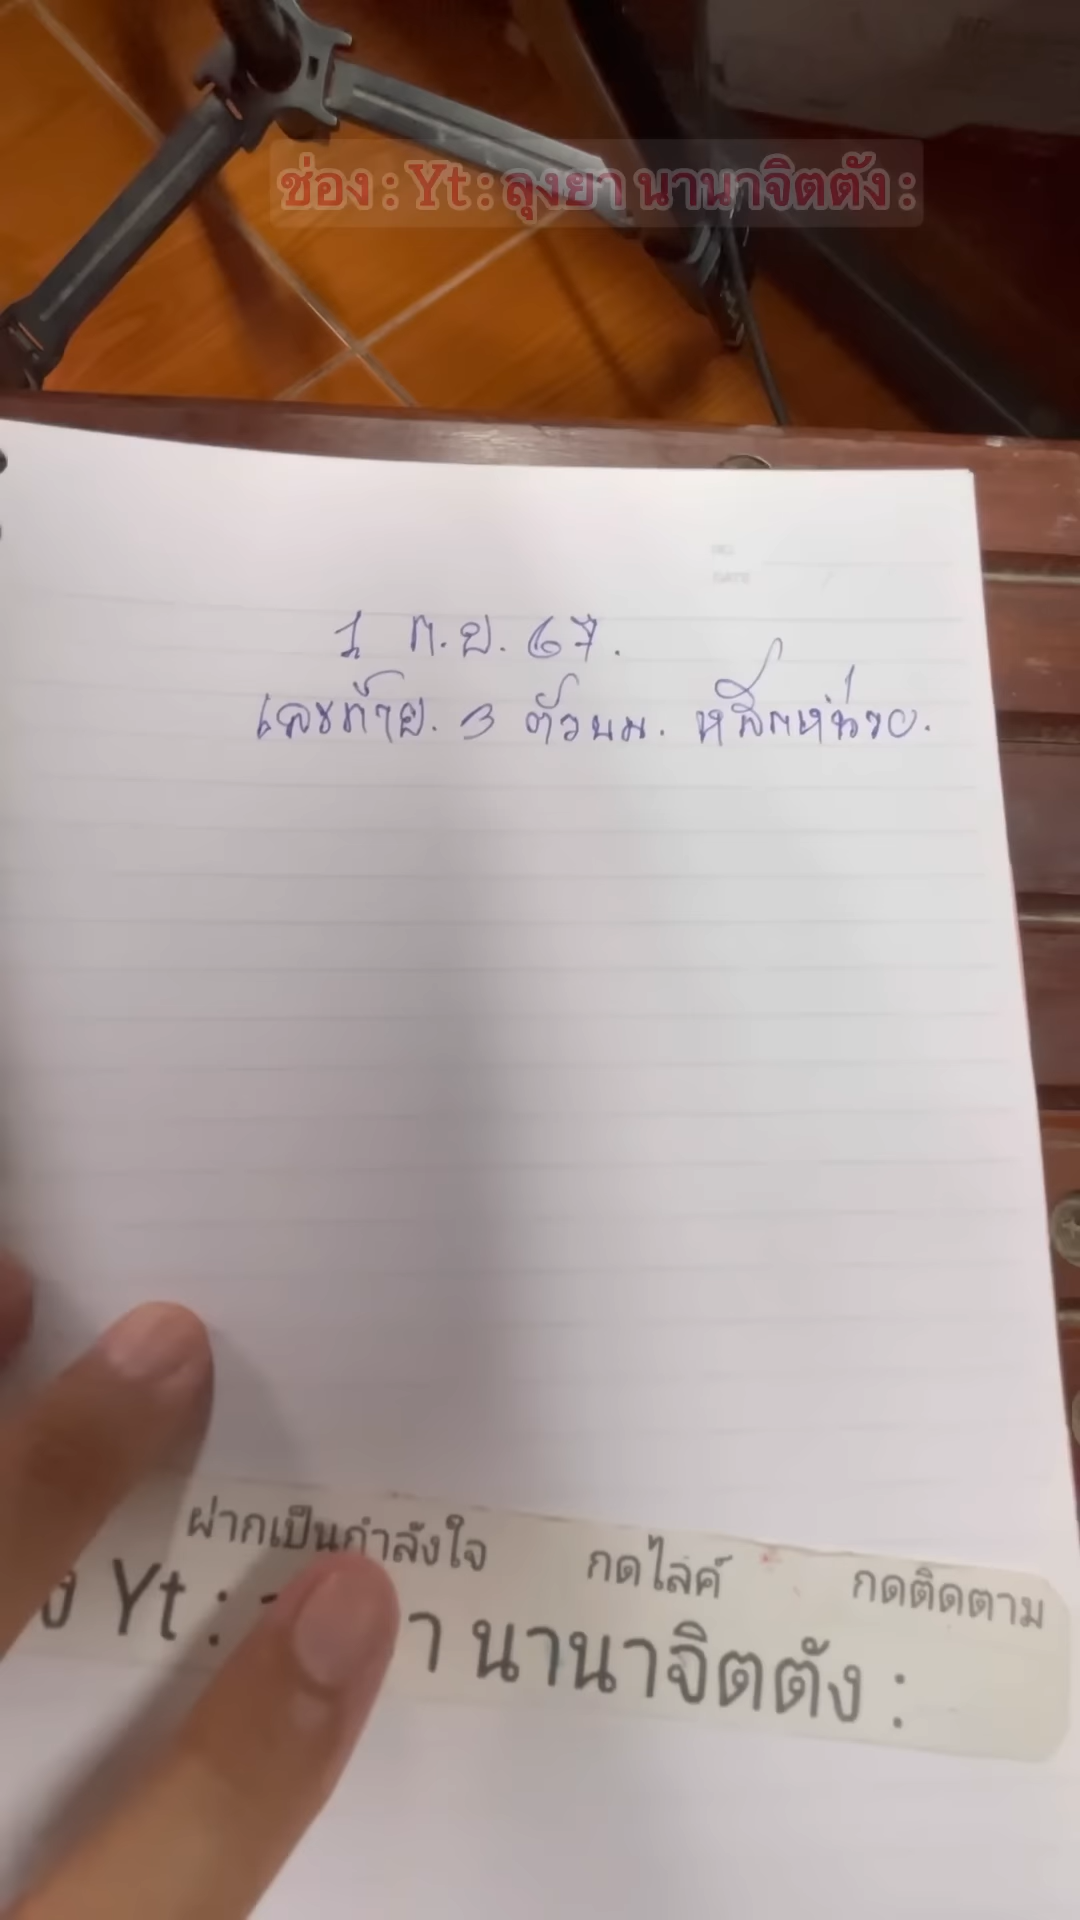 ช่อง : Yt : ลุงยา นานาจิตตัง :
NO.
DATE
1 ก.ย. 67.
เลขท้าย. 3 ตัวบน. หลักหน่วย.
ฝากเป็นกำลังใจ กดไลค์ กดติดตาม
ง Yt : า นานาจิตตัง :